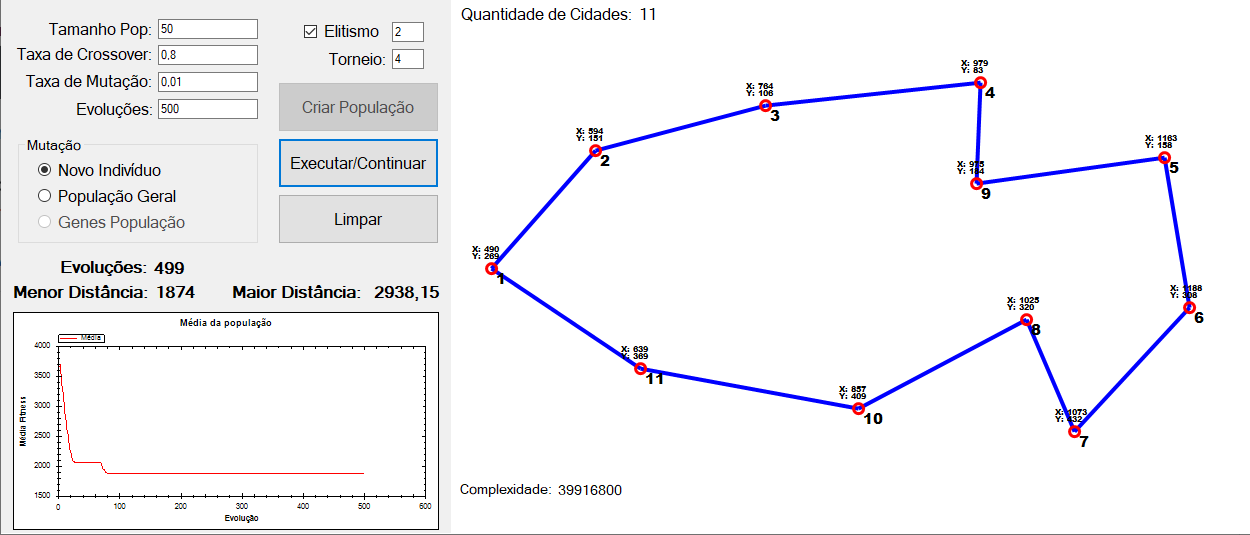 Tamanho Pop: 50
Taxa de Crossover: 0,8
Taxa de Mutação: 0,01
Evoluções: 500
Elitismo 2
Torneio: 4
Criar População
Executar/Continuar
Limpar
Mutação
Novo Indivíduo
População Geral
Genes População
Evoluções: 499
Menor Distância: 1874 Maior Distância: 2938,15
Média da população
Média
Média Fitness
4000
3500
3000
2500
2000
1500
0 100 200 300 400 500 600
Evolução
Quantidade de Cidades: 11
X: 979
Y: 83
4
X: 764
Y: 106
3
X: 594
Y: 151
2
X: 1163
Y: 158
5
X: 975
Y: 184
9
X: 490
Y: 269
1
X: 1188
Y: 308
6
X: 1025
Y: 320
8
X: 639
Y: 369
11
X: 857
Y: 409
10
X: 1073
Y: 432
7
Complexidade: 39916800